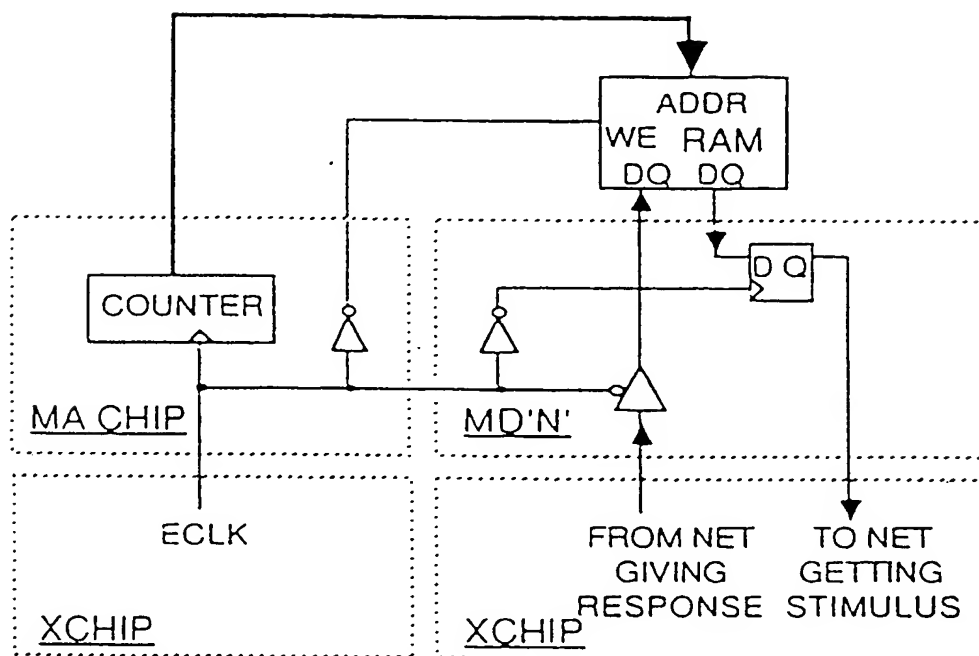 ADDR
WE RAM
DQ DQ
D Q
COUNTER
MA CHIP
MD'N'
ECLK
FROM NET
GIVING
RESPONSE
TO NET
GETTING
STIMULUS
XCHIP
XCHIP